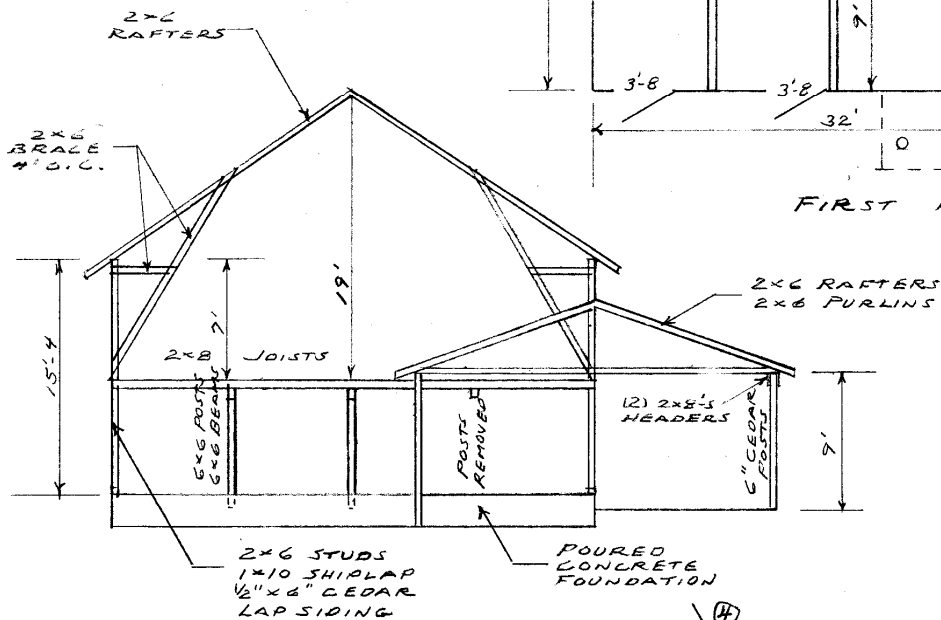 2×6
RAFTERS
9'
3'-8
3'-8
32'
2×6
BRACE
4' O.C.
FIRST
2×6 RAFTERS
2×6 PURLINS
15'-4
7'
19'
2×8 JOISTS
6×6 POSTS
6×6 BEAMS
POSTS
REMOVED
(2) 2×8'S
HEADERS
6" CEDAR
POSTS
9'
2×6 STUDS
1×10 SHIPLAP
1/2"×6" CEDAR
LAP SIDING
POURED
CONCRETE
FOUNDATION
4